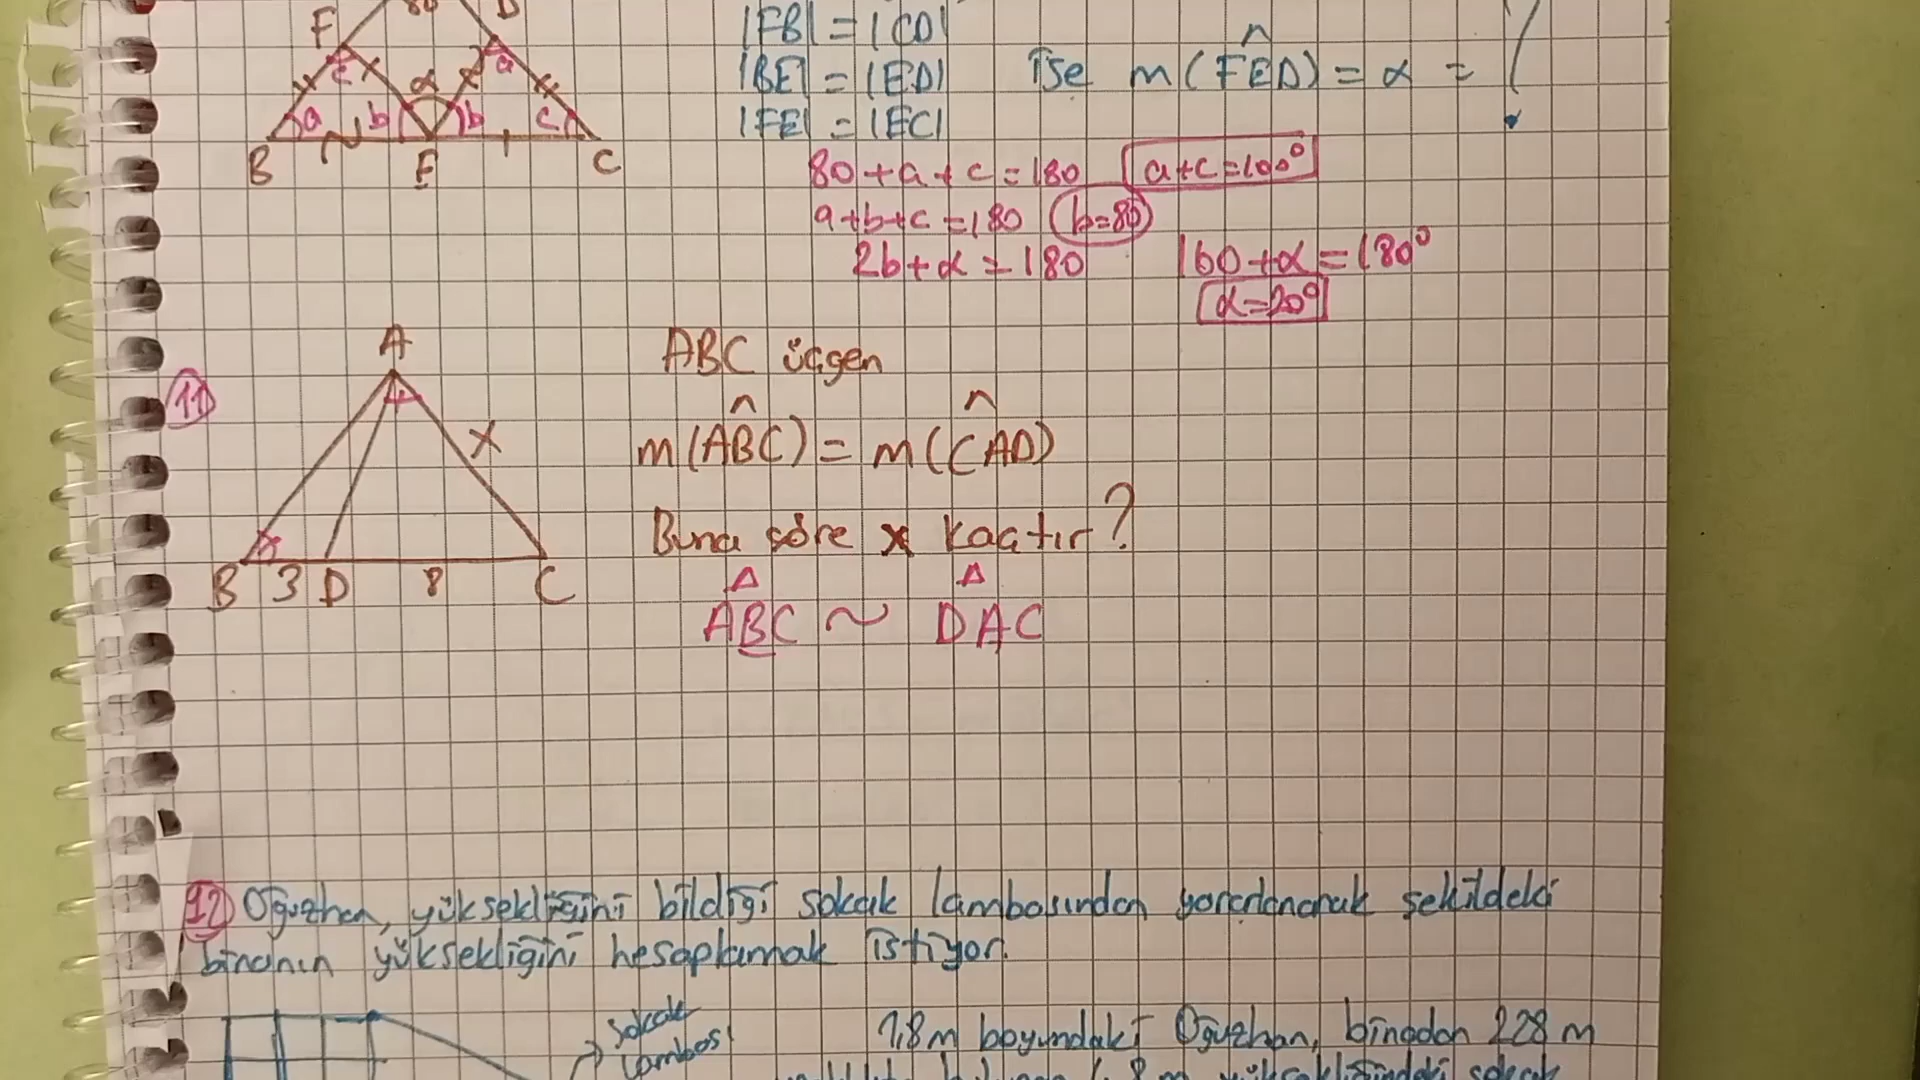 F 80 D
|FB| = |CD|
c a
|BE| = |ED| ise m(FED) = α = ?
α
a b b c
|FE| = |EC|
B E C
80+a+c=180 a+c=100°
a+b+c=180 b=80
2b+α=180 160+α=180°
α=20°
11
A
ABC üçgen
x
m(ABC) = m(CAD)
Buna göre x kaçtır?
B 3 D 8 C
ABC ~ DAC
12 Oğuzhan, yüksekliğini bildiği sokak lambasından yararlanarak şekildeki
binanın yüksekliğini hesaplamak istiyor.
sokak
lambası
1,8 m boyundaki Oğuzhan, binadan 228 m